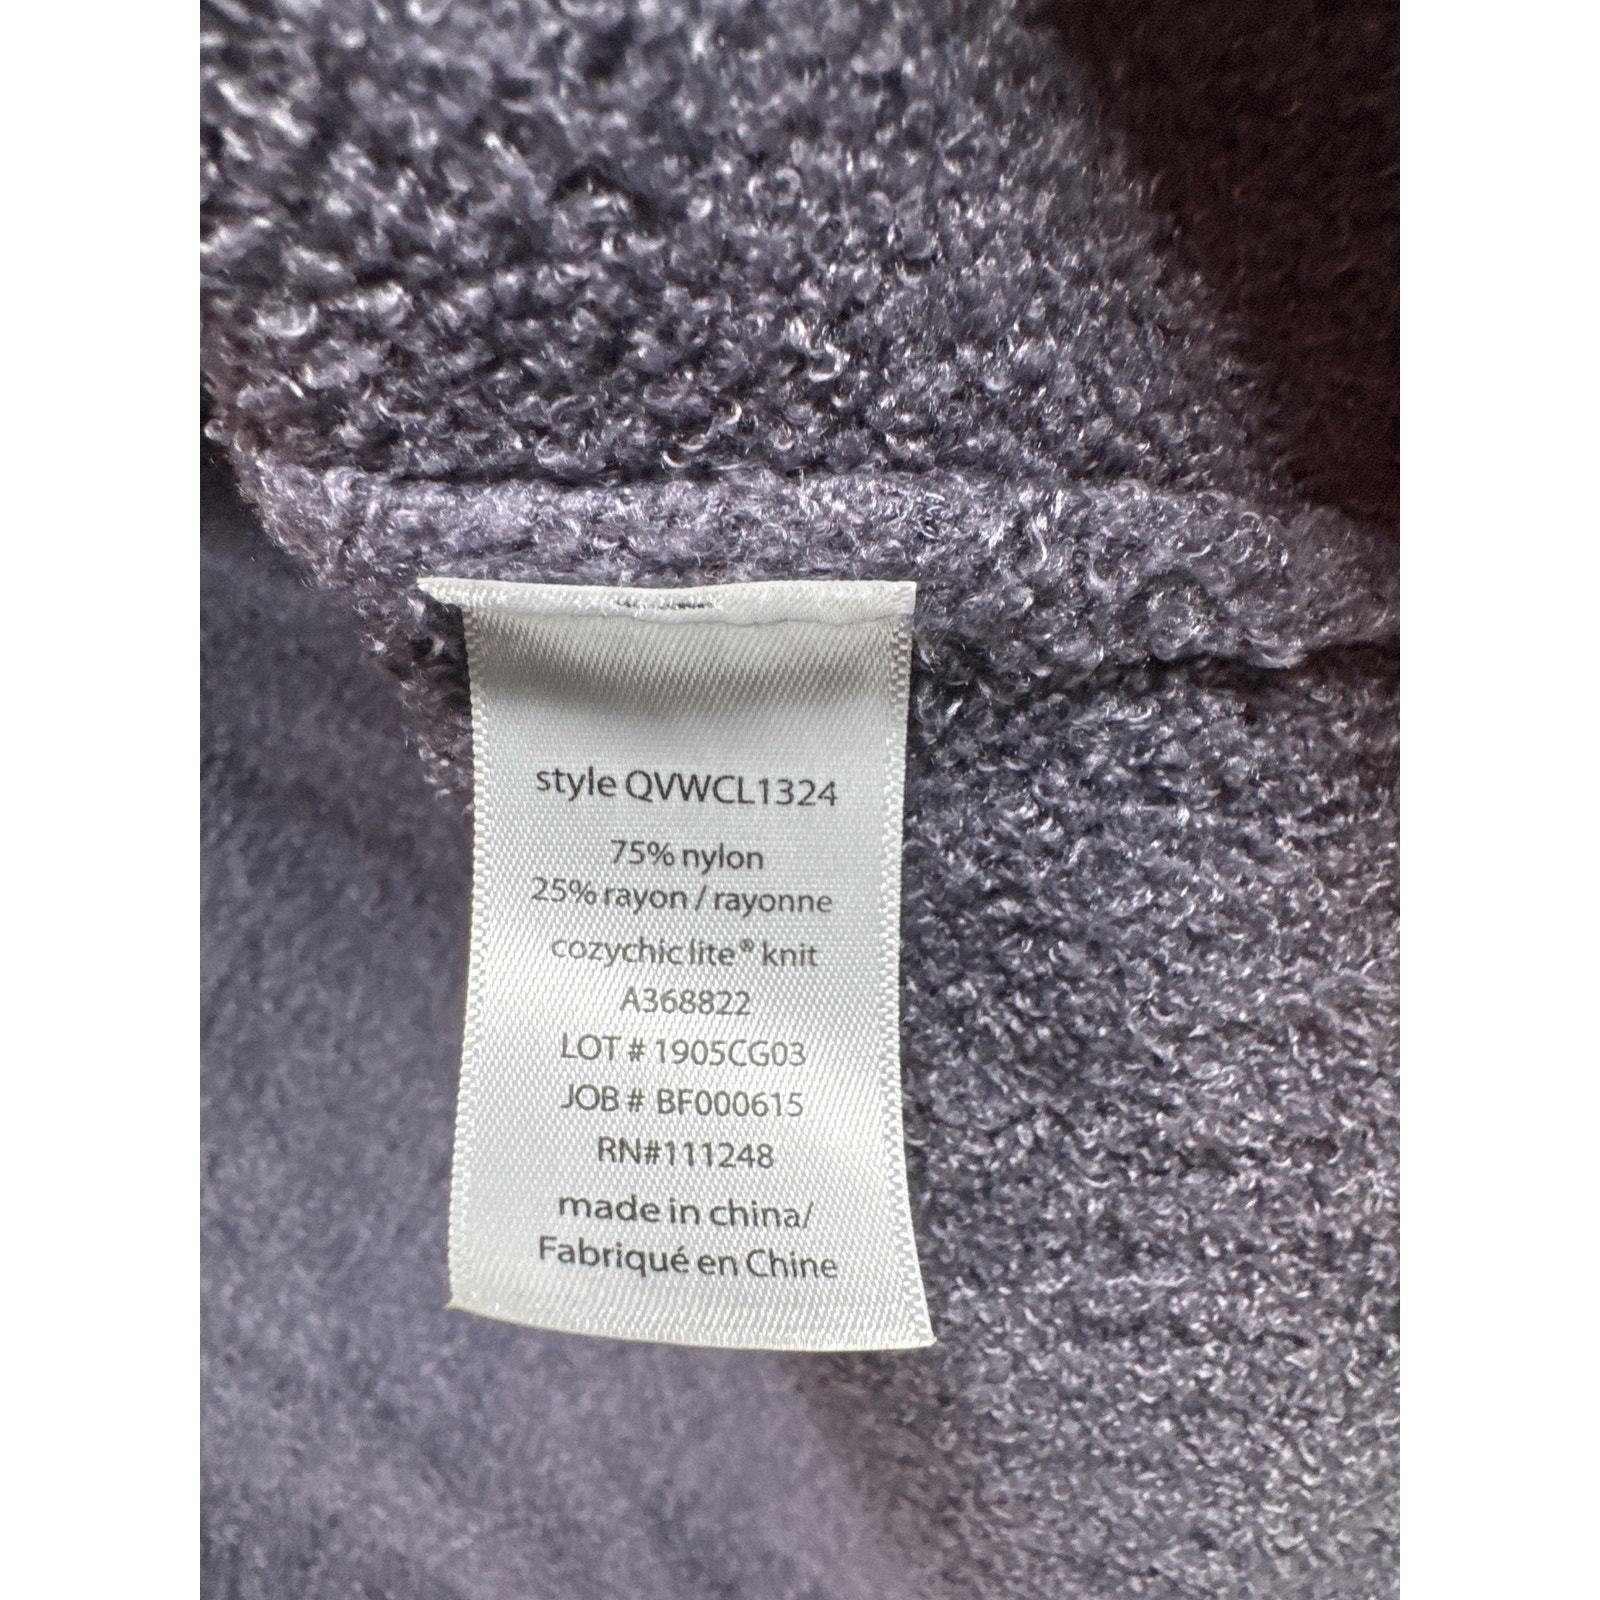 style QVWCL1324
75% nylon
25% rayon / rayonne
cozychic lite® knit
A368822
LOT # 1905CG03
JOB # BF000615
RN#111248
made in china/
Fabriqué en Chine